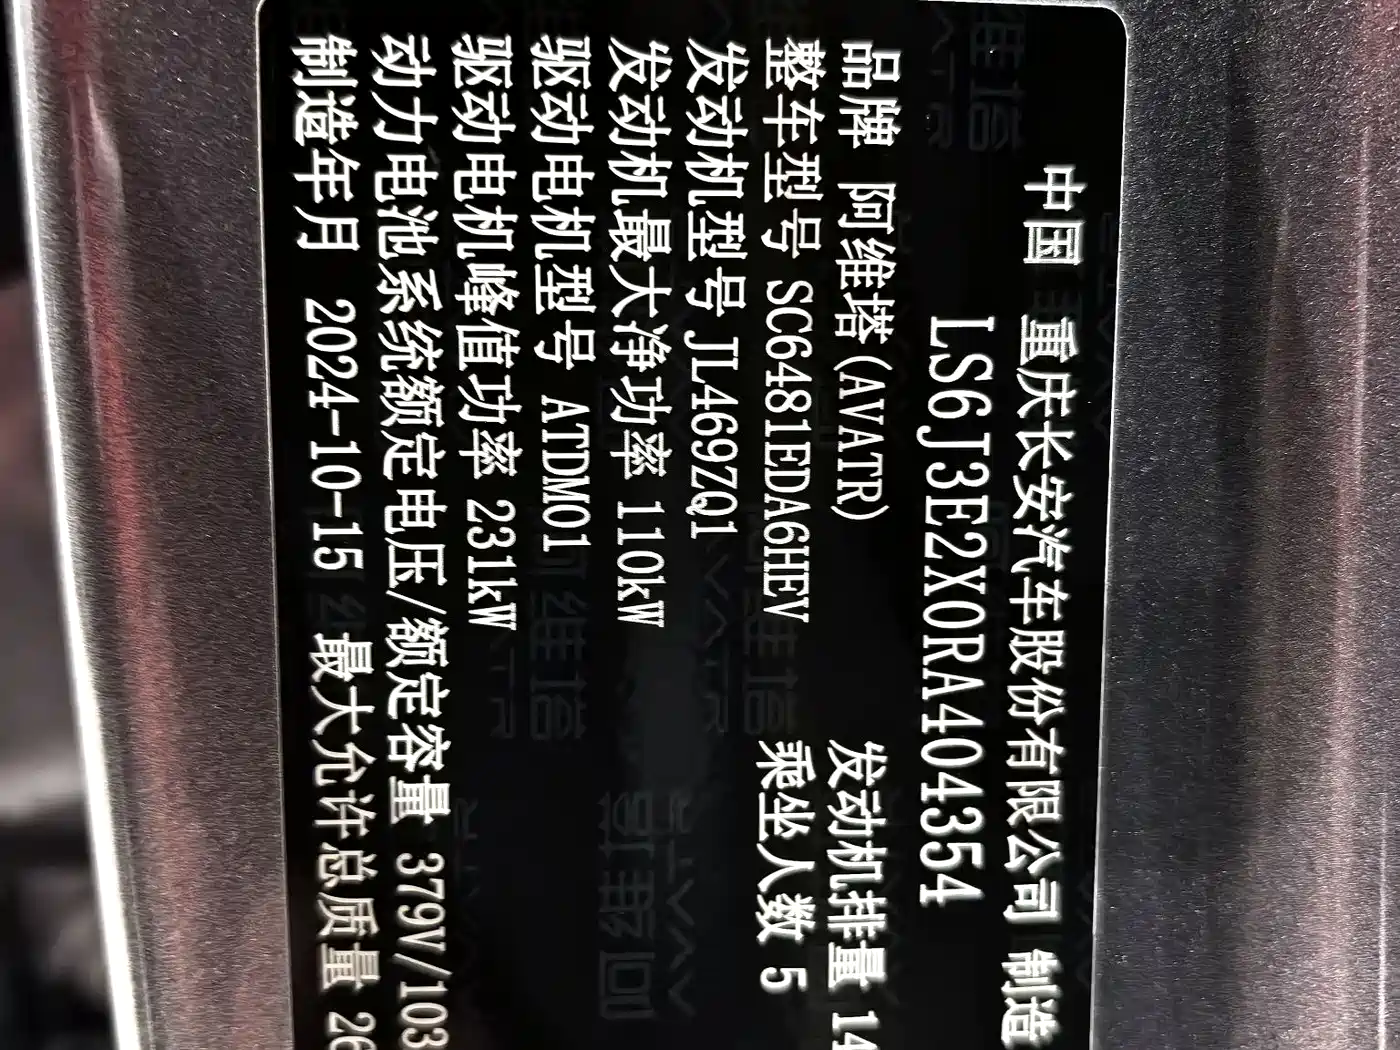 中国 重庆长安汽车股份有限公司 制造
LS6J3E2X0RA404354
品牌 阿维塔(AVATR) 发动机排量 14
整车型号 SC6481EDA6HEV 乘坐人数 5
发动机型号 JL469ZQ1
发动机最大净功率 110kW
驱动电机型号 ATDM01
驱动电机峰值功率 231kW
动力电池系统额定电压/额定容量 379V/103
制造年月 2024-10-15 最大允许总质量 26